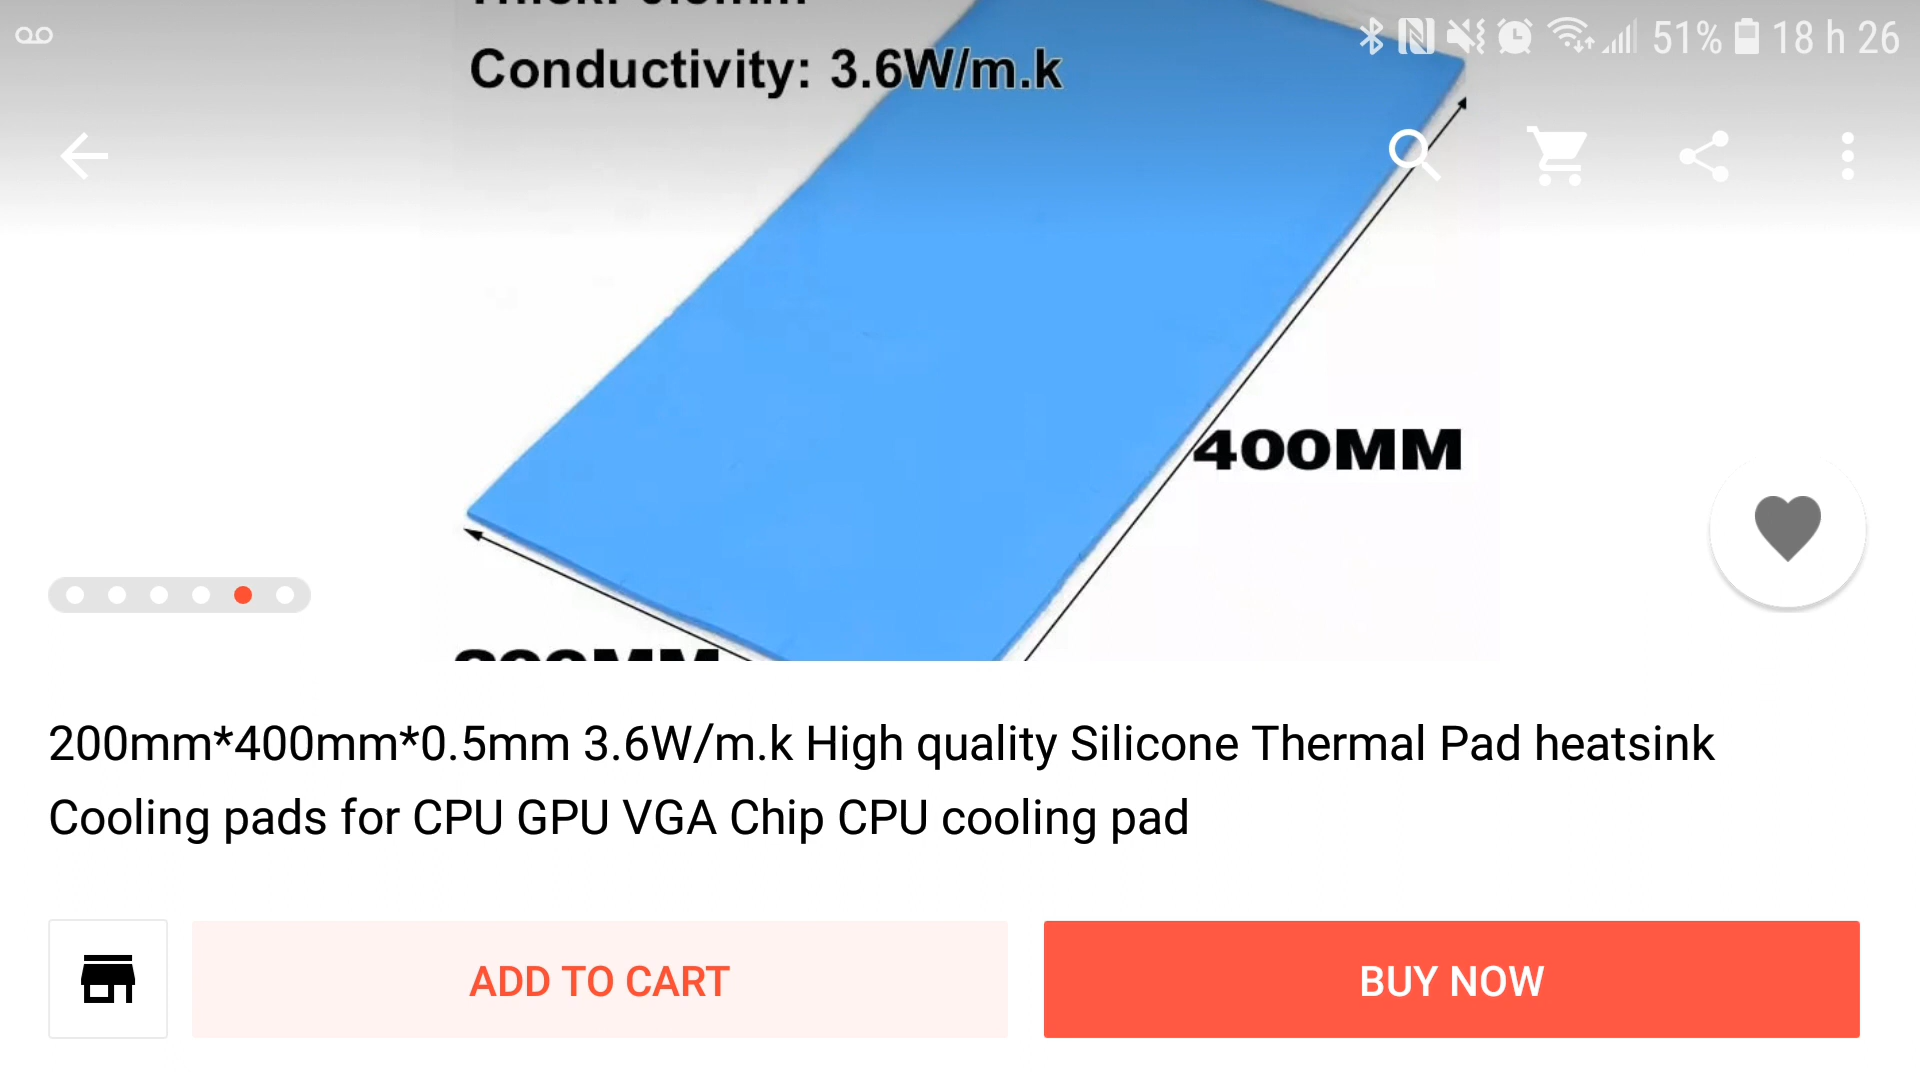 51% 18 h 26
Conductivity: 3.6W/m.k
400MM
200mm*400mm*0.5mm 3.6W/m.k High quality Silicone Thermal Pad heatsink
Cooling pads for CPU GPU VGA Chip CPU cooling pad
ADD TO CART
BUY NOW